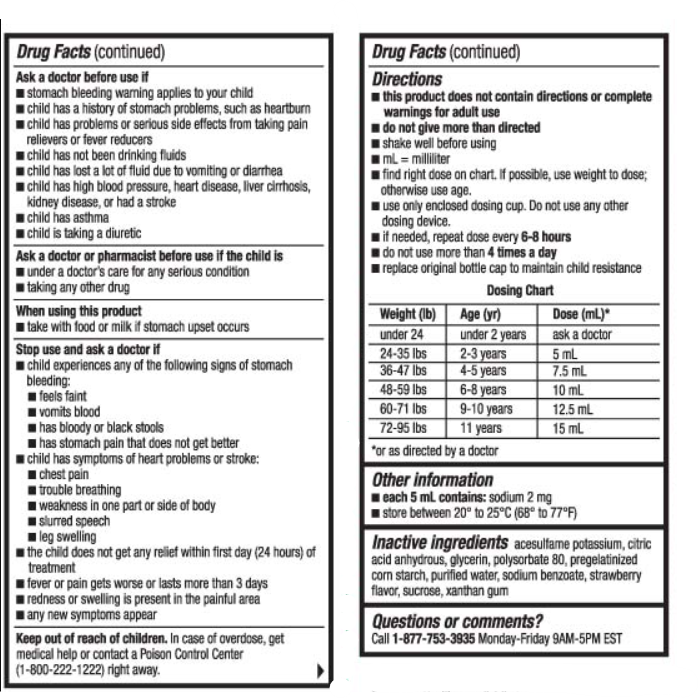 Drug Facts (continued)
Ask a doctor before use if
■ stomach bleeding warning applies to your child
■ child has a history of stomach problems, such as heartburn
■ child has problems or serious side effects from taking pain
relievers or fever reducers
■ child has not been drinking fluids
■ child has lost a lot of fluid due to vomiting or diarrhea
■ child has high blood pressure, heart disease, liver cirrhosis,
kidney disease, or had a stroke
■ child has asthma
■ child is taking a diuretic
Ask a doctor or pharmacist before use if the child is
■ under a doctor's care for any serious condition
■ taking any other drug
When using this product
■ take with food or milk if stomach upset occurs
Stop use and ask a doctor if
■ child experiences any of the following signs of stomach
bleeding:
■ feels faint
■ vomits blood
■ has bloody or black stools
■ has stomach pain that does not get better
■ child has symptoms of heart problems or stroke:
■ chest pain
■ trouble breathing
■ weakness in one part or side of body
■ slurred speech
■ leg swelling
■ the child does not get any relief within first day (24 hours) of
treatment
■ fever or pain gets worse or lasts more than 3 days
■ redness or swelling is present in the painful area
■ any new symptoms appear
Keep out of reach of children. In case of overdose, get
medical help or contact a Poison Control Center
(1-800-222-1222) right away.
Drug Facts (continued)
Directions
■ this product does not contain directions or complete
warnings for adult use
■ do not give more than directed
■ shake well before using
■ mL = milliliter
■ find right dose on chart. If possible, use weight to dose;
otherwise use age.
■ use only enclosed dosing cup. Do not use any other
dosing device.
■ if needed, repeat dose every 6-8 hours
■ do not use more than 4 times a day
■ replace original bottle cap to maintain child resistance
Dosing Chart
Weight (lb) Age (yr) Dose (mL)*
under 24 under 2 years ask a doctor
24-35 lbs 2-3 years 5 mL
36-47 lbs 4-5 years 7.5 mL
48-59 lbs 6-8 years 10 mL
60-71 lbs 9-10 years 12.5 mL
72-95 lbs 11 years 15 mL
*or as directed by a doctor
Other information
■ each 5 mL contains: sodium 2 mg
■ store between 20° to 25°C (68° to 77°F)
Inactive ingredients acesulfame potassium, citric
acid anhydrous, glycerin, polysorbate 80, pregelatinized
corn starch, purified water, sodium benzoate, strawberry
flavor, sucrose, xanthan gum
Questions or comments?
Call 1-877-753-3935 Monday-Friday 9AM-5PM EST